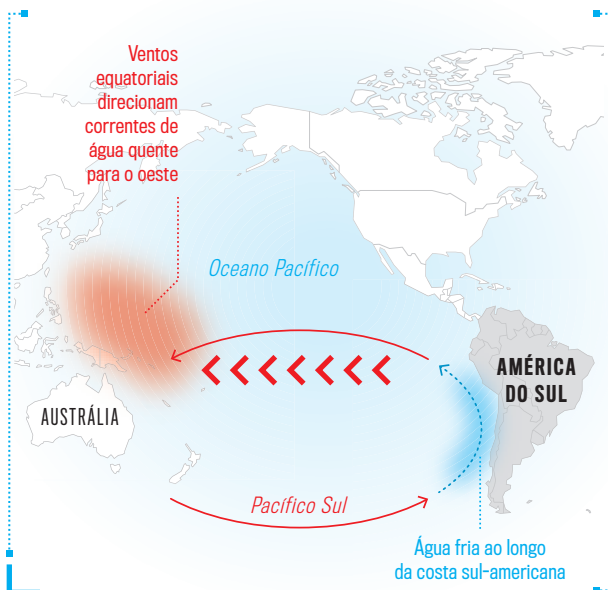 Ventos
equatoriais
direcionam
correntes de
água quente
para o oeste
Oceano Pacífico
AMÉRICA
DO SUL
AUSTRÁLIA
Pacífico Sul
Água fria ao longo
da costa sul-americana